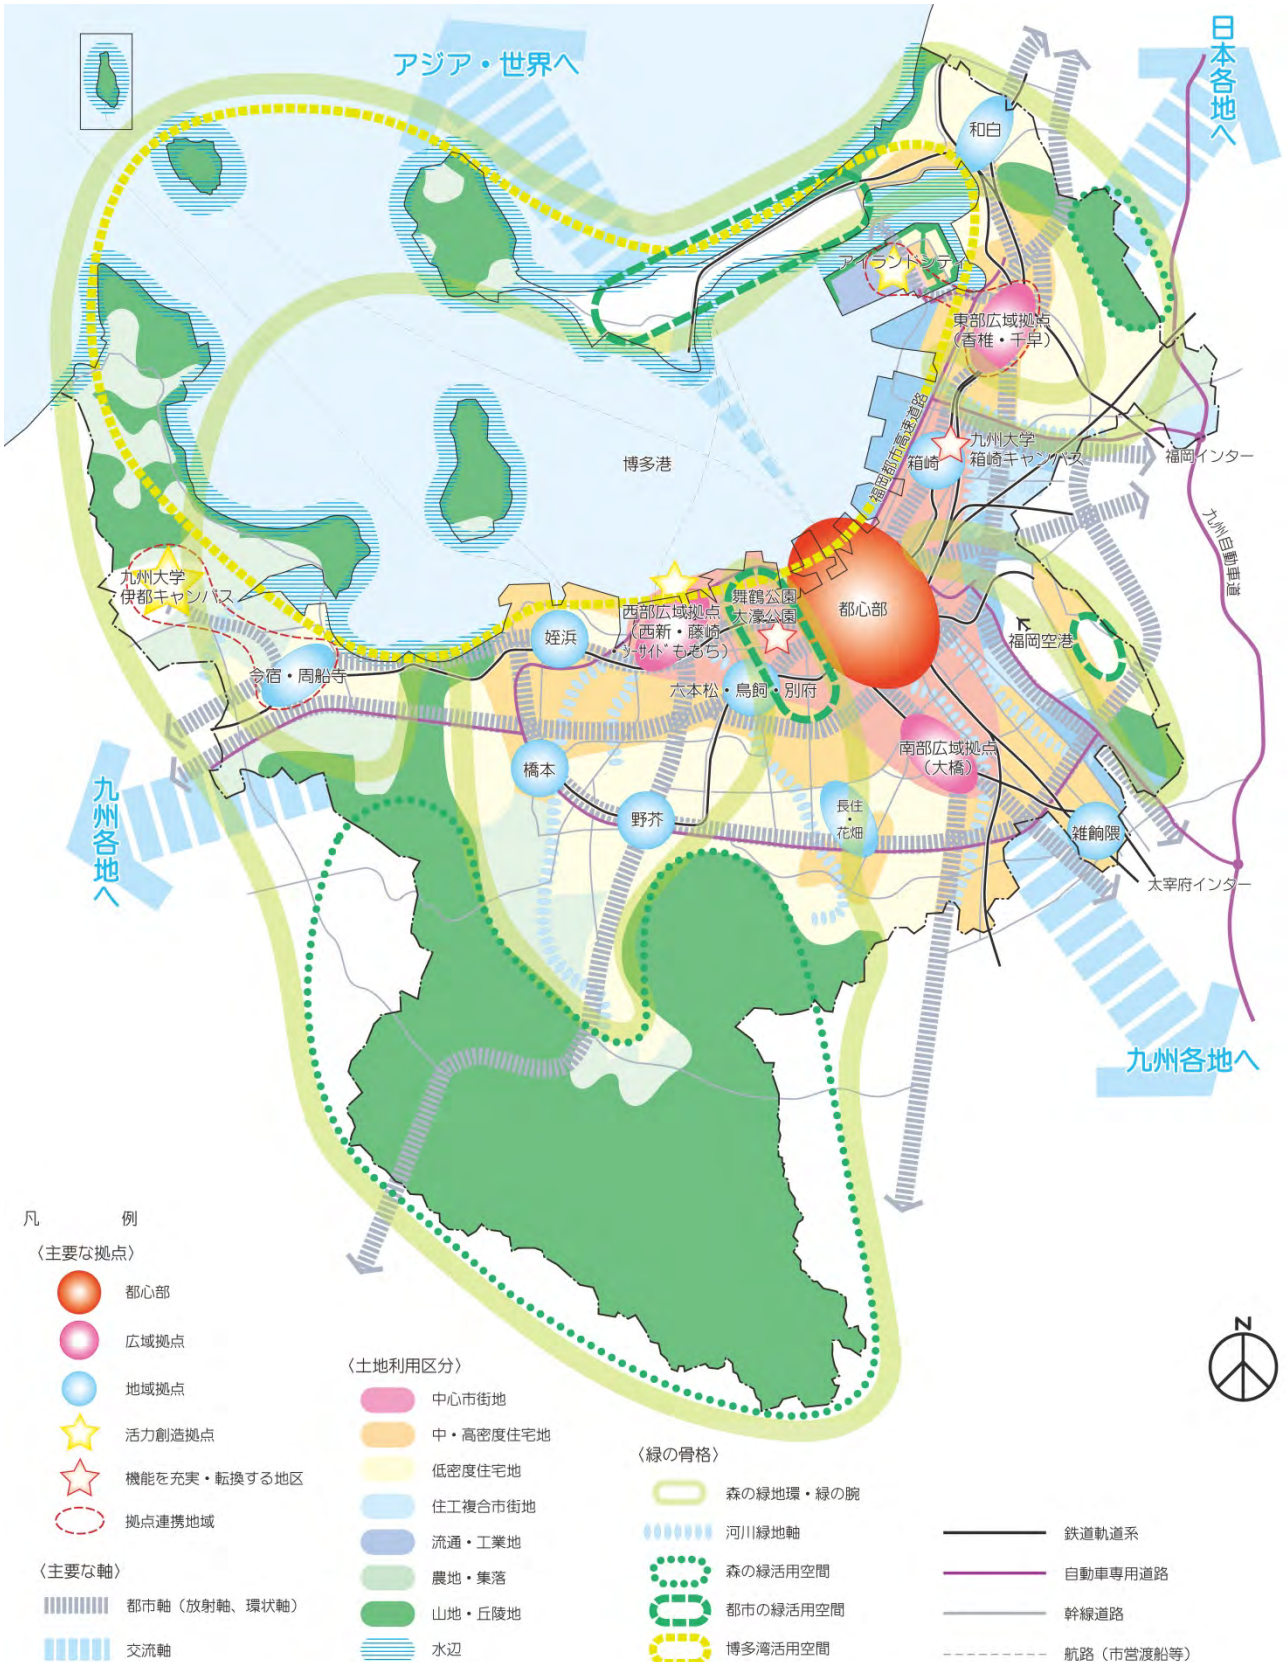 アジア・世界へ
日本各地へ
和白
アイランドシティ
東部広域拠点
(香椎・千早)
福岡都市高速道路
九州大学
箱崎キャンパス
箱崎
福岡インター
九州自動車道
博多港
九州大学
伊都キャンパス
今宿・周船寺
姪浜
西部広域拠点
(西新・藤崎
・シーサイドももち)
舞鶴公園
大濠公園
都心部
福岡空港
六本松・鳥飼・別府
南部広域拠点
(大橋)
橋本
野芥
長住
・
花畑
雑餉隈
太宰府インター
九州各地へ
九州各地へ
凡 例
〈主要な拠点〉
都心部
広域拠点
地域拠点
活力創造拠点
機能を充実・転換する地区
拠点連携地域
〈主要な軸〉
都市軸(放射軸、環状軸)
交流軸
〈土地利用区分〉
中心市街地
中・高密度住宅地
低密度住宅地
住工複合市街地
流通・工業地
農地・集落
山地・丘陵地
水辺
〈緑の骨格〉
森の緑地環・緑の腕
河川緑地軸
森の緑活用空間
都市の緑活用空間
博多湾活用空間
鉄道軌道系
自動車専用道路
幹線道路
航路(市営渡船等)
N